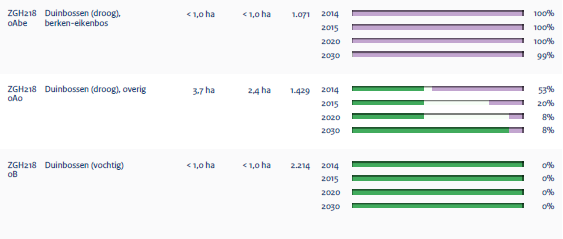 ZGH218 Duinbossen (droog), < 1,0 ha < 1,0 ha 1.071 2014 100%
0Abe berken-eikenbos 2015 100%
2020 100%
2030 99%
ZGH218 Duinbossen (droog), overig 3,7 ha 2,4 ha 1.429 2014 53%
0Ao 2015 20%
2020 8%
2030 8%
ZGH218 Duinbossen (vochtig) < 1,0 ha < 1,0 ha 2.214 2014 0%
0B 2015 0%
2020 0%
2030 0%